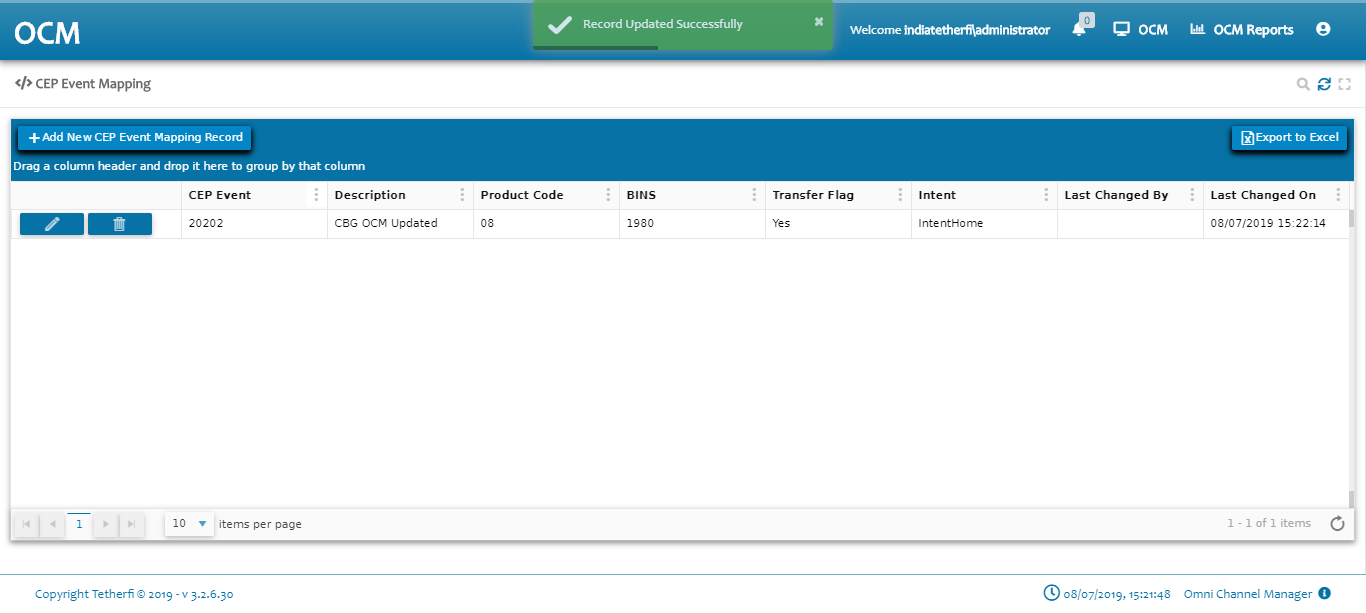 OCM
Record Updated Successfully
Welcome indiatetherfi\administrator
0
OCM
OCM Reports
</> CEP Event Mapping
Add New CEP Event Mapping Record
Export to Excel
Drag a column header and drop it here to group by that column
CEP Event Description Product Code BINS Transfer Flag Intent Last Changed By Last Changed On
20202 CBG OCM Updated 08 1980 Yes IntentHome 08/07/2019 15:22:14
1 10 items per page 1 - 1 of 1 items
Copyright Tetherfi © 2019 - v 3.2.6.30 08/07/2019, 15:21:48 Omni Channel Manager